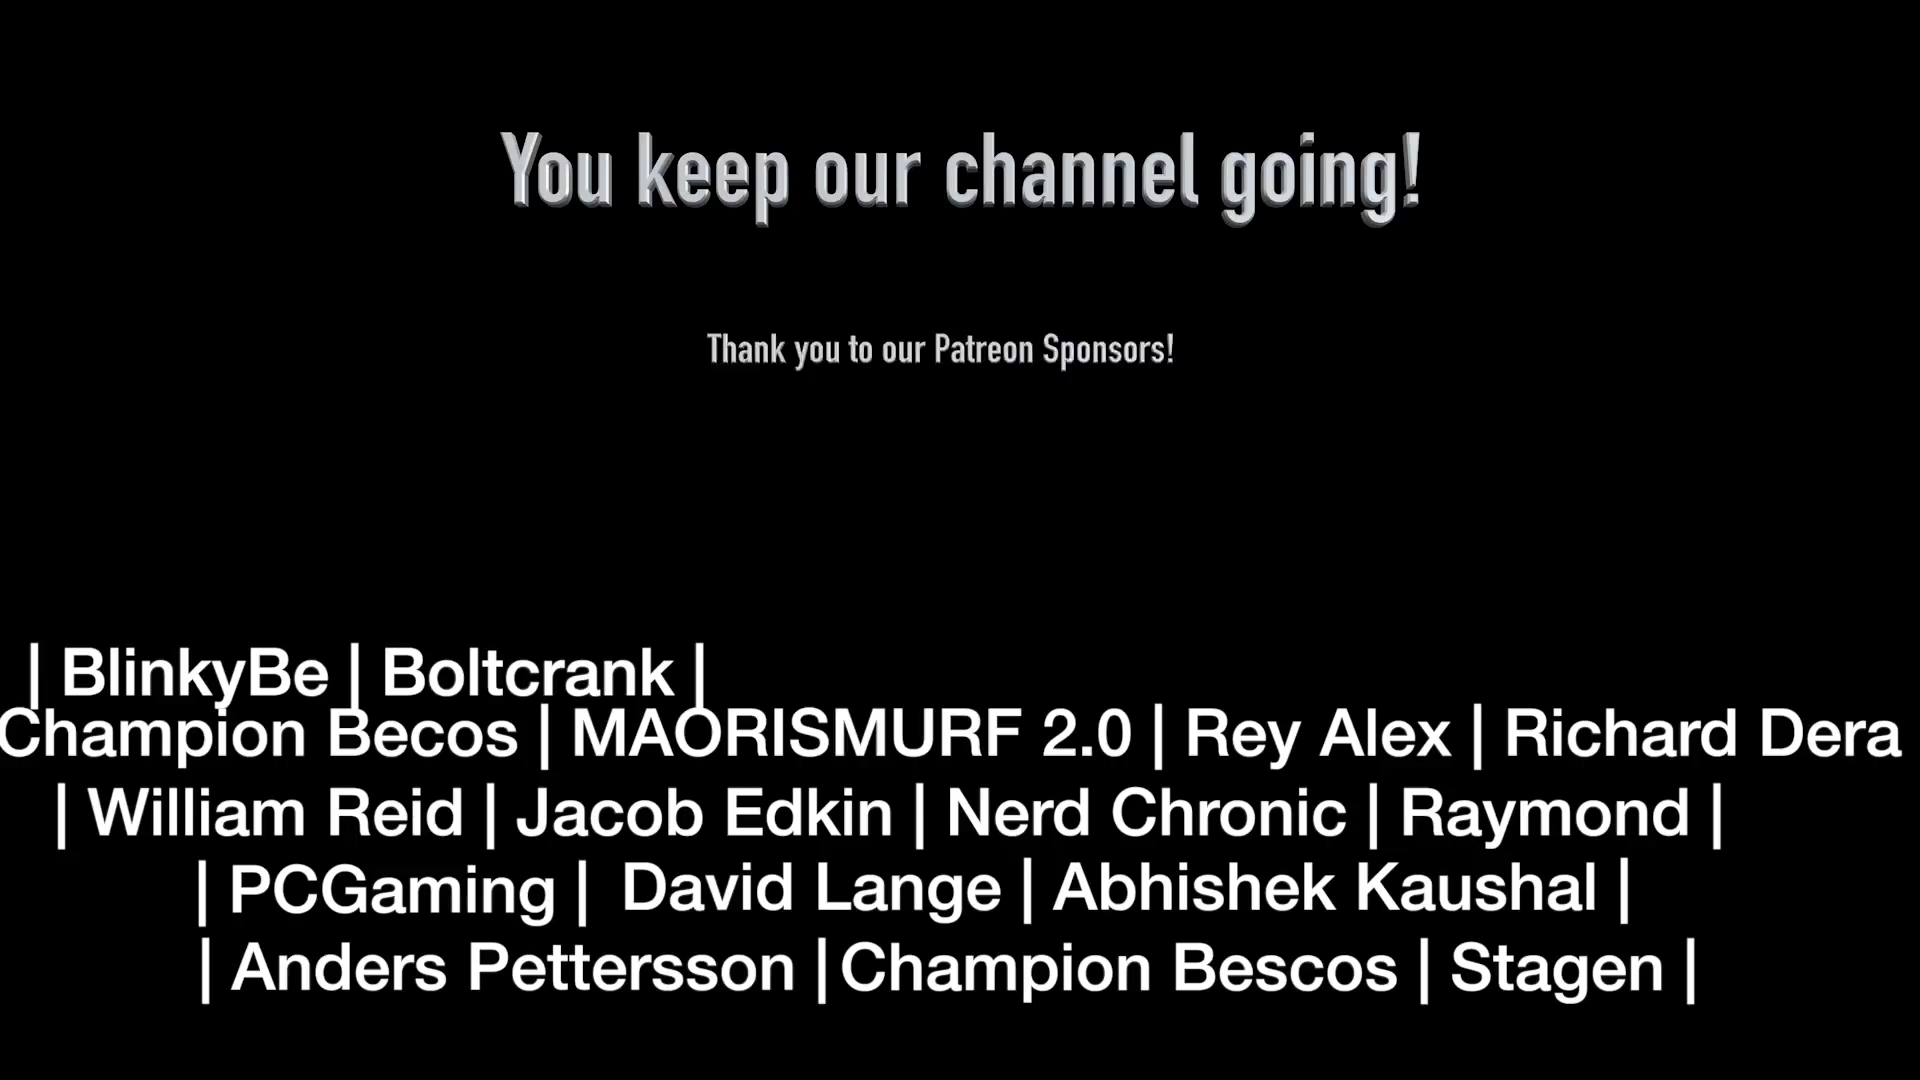 You keep our channel going!
Thank you to our Patreon Sponsors!
| BlinkyBe | Boltcrank |
Champion Becos | MAORISMURF 2.0 | Rey Alex | Richard Dera
| William Reid | Jacob Edkin | Nerd Chronic | Raymond |
| PCGaming | David Lange | Abhishek Kaushal |
| Anders Pettersson | Champion Bescos | Stagen |